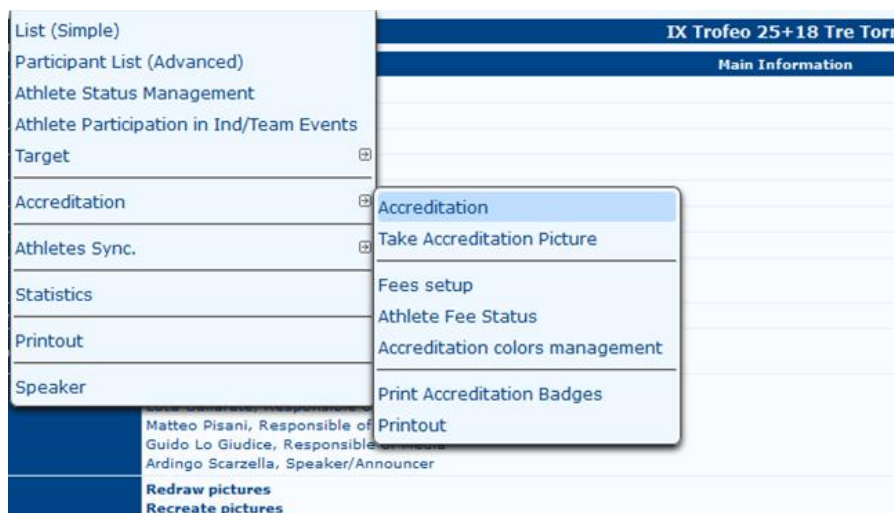 List (Simple)
IX Trofeo 25+18 Tre Torr
Participant List (Advanced)
Main Information
Athlete Status Management
Athlete Participation in Ind/Team Events
Target
Accreditation
Athletes Sync.
Statistics
Printout
Speaker
Accreditation
Take Accreditation Picture
Fees setup
Athlete Fee Status
Accreditation colors management
Print Accreditation Badges
Printout
Matteo Pisani, Responsible of
Guido Lo Giudice, Responsible of Media
Ardingo Scarzella, Speaker/Announcer
Redraw pictures
Recreate pictures